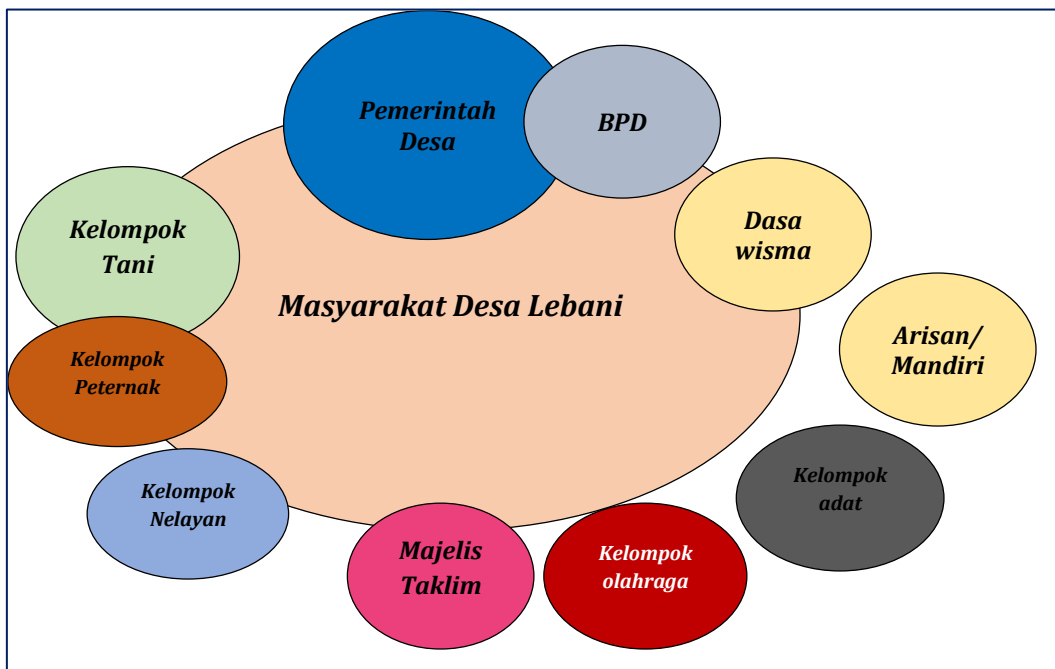 Pemerintah
Desa
BPD
Dasa
wisma
Kelompok
Tani
Masyarakat Desa Lebani
Arisan/
Mandiri
Kelompok
Peternak
Kelompok
adat
Kelompok
Nelayan
Majelis
Taklim
Kelompok
olahraga